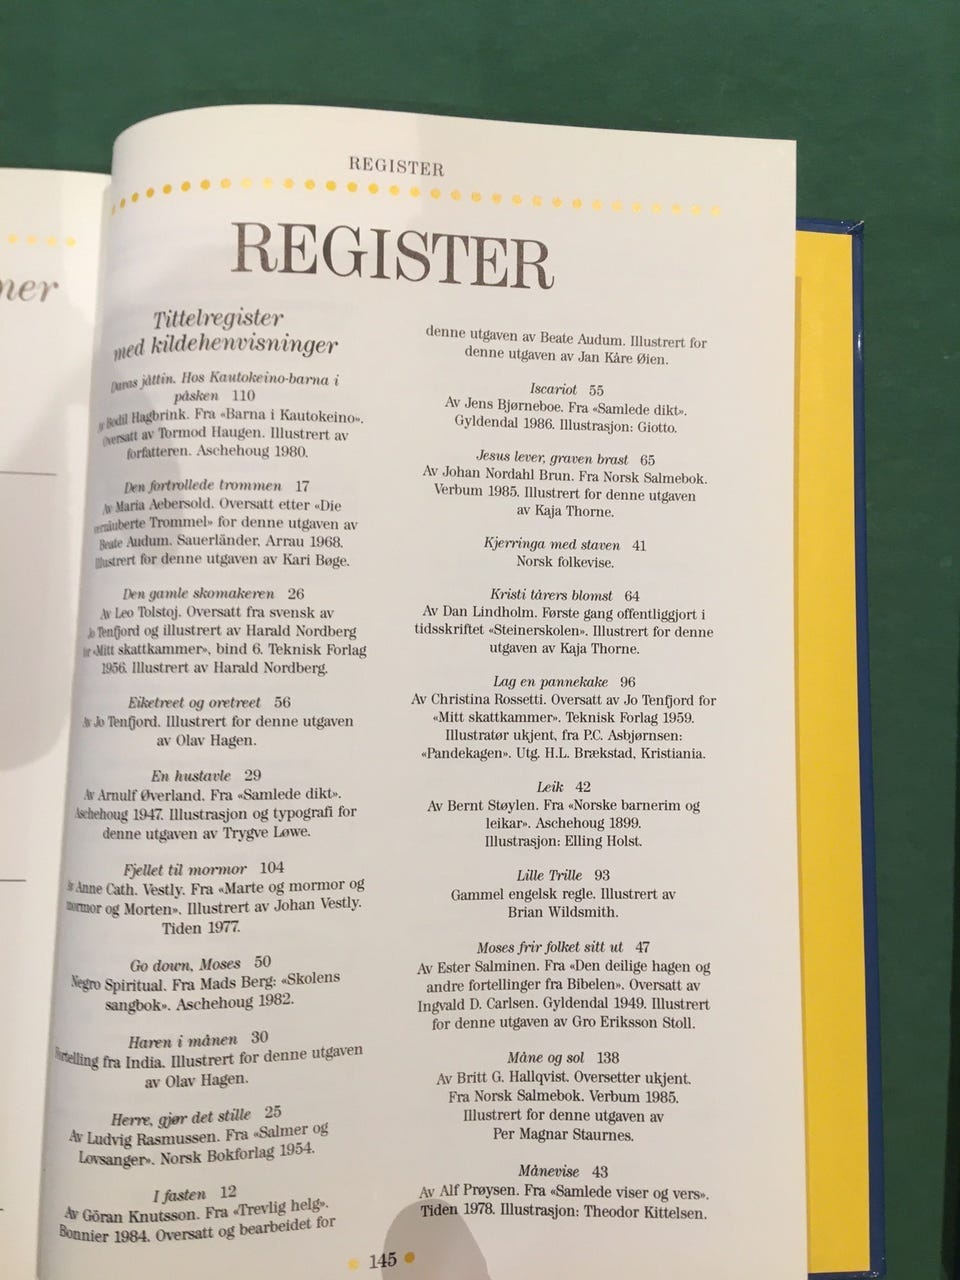 ner
REGISTER
REGISTER
Tittelregister
med kildehenvisninger
jåttin. Hos Kautokeino-barna i
påsken 110
Bodil Hagbrink. Fra «Barna i Kautokeino».
Oversatt av Tormod Haugen. Illustrert av
forfatteren. Aschehoug 1980.
Den fortrollede trommen 17
Av Maria Aebersold. Oversatt etter «Die
verzäuberte Trommel» for denne utgaven av
Beate Audum. Sauerländer, Arrau 1968.
Illustrert for denne utgaven av Kari Bøge.
Den gamle skomakeren 26
Av Leo Tolstoj. Oversatt fra svensk av
Jo Tenfjord og illustrert av Harald Nordberg
for «Mitt skattkammer», bind 6. Teknisk Forlag
1956. Illustrert av Harald Nordberg.
Eiketreet og oretreet 56
Av Jo Tenfjord. Illustrert for denne utgaven
av Olav Hagen.
En hustavle 29
Av Arnulf Øverland. Fra «Samlede dikt».
Aschehoug 1947. Illustrasjon og typografi for
denne utgaven av Trygve Løwe.
Fjellet til mormor 104
Av Anne Cath. Vestly. Fra «Marte og mormor og
mormor og Morten». Illustrert av Johan Vestly.
Tiden 1977.
Go down, Moses 50
Negro Spiritual. Fra Mads Berg: «Skolens
sangbok». Aschehoug 1982.
Haren i månen 30
Fortelling fra India. Illustrert for denne utgaven
av Olav Hagen.
Herre, gjør det stille 25
Av Ludvig Rasmussen. Fra «Salmer og
Lovsanger». Norsk Bokforlag 1954.
I fasten 12
Av Göran Knutsson. Fra «Trevlig helg».
Bonnier 1984. Oversatt og bearbeidet for
denne utgaven av Beate Audum. Illustrert for
denne utgaven av Jan Kåre Øien.
Iscariot 55
Av Jens Bjørneboe. Fra «Samlede dikt».
Gyldendal 1986. Illustrasjon: Giotto.
Jesus lever, graven brast 65
Av Johan Nordahl Brun. Fra Norsk Salmebok.
Verbum 1985. Illustrert for denne utgaven
av Kaja Thorne.
Kjerringa med staven 41
Norsk folkevise.
Kristi tårers blomst 64
Av Dan Lindholm. Første gang offentliggjort i
tidsskriftet «Steinerskolen». Illustrert for denne
utgaven av Kaja Thorne.
Lag en pannekake 96
Av Christina Rossetti. Oversatt av Jo Tenfjord for
«Mitt skattkammer». Teknisk Forlag 1959.
Illustratør ukjent, fra P.C. Asbjørnsen:
«Pandekagen». Utg. H.L. Brækstad, Kristiania.
Leik 42
Av Bernt Støylen. Fra «Norske barnerim og
leikar». Aschehoug 1899.
Illustrasjon: Elling Holst.
Lille Trille 93
Gammel engelsk regle. Illustrert av
Brian Wildsmith.
Moses frir folket sitt ut 47
Av Ester Salminen. Fra «Den deilige hagen og
andre fortellinger fra Bibelen». Oversatt av
Ingvald D. Carlsen. Gyldendal 1949. Illustrert
for denne utgaven av Gro Eriksson Stoll.
Måne og sol 138
Av Britt G. Hallqvist. Oversetter ukjent.
Fra Norsk Salmebok. Verbum 1985.
Illustrert for denne utgaven av
Per Magnar Staurnes.
Månevise 43
Av Alf Prøysen. Fra «Samlede viser og vers».
Tiden 1978. Illustrasjon: Theodor Kittelsen.
145